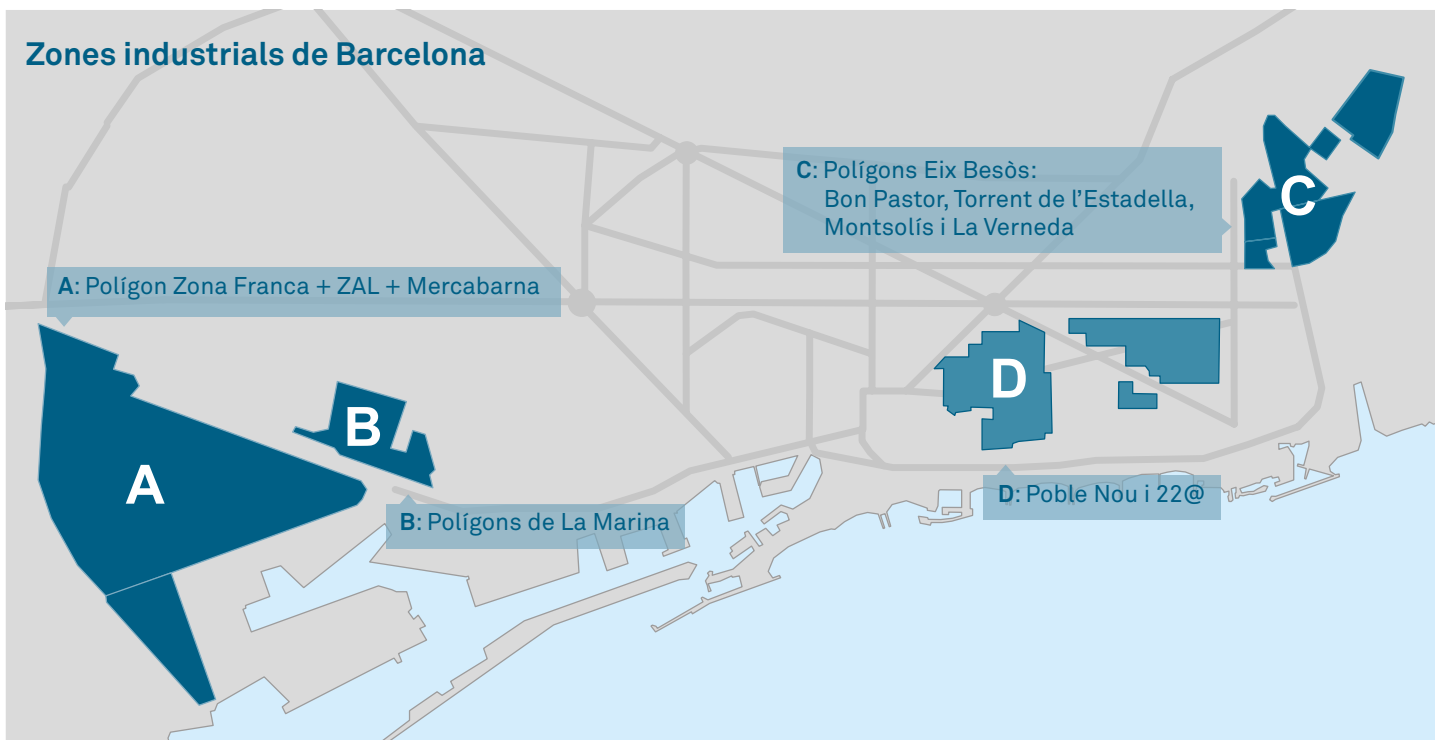 Zones industrials de Barcelona
C: Polígons Eix Besòs:
Bon Pastor, Torrent de l’Estadella,
Montsolís i La Verneda
C
A: Polígon Zona Franca + ZAL + Mercabarna
D
B
A
D: Poble Nou i 22@
B: Polígons de La Marina